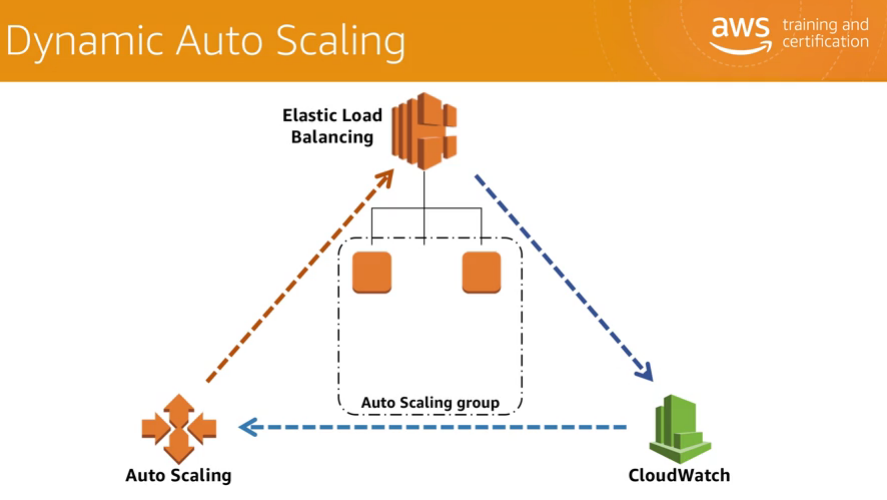 Dynamic Auto Scaling
aws
training and
certification
Elastic Load
Balancing
Auto Scaling group
Auto Scaling
CloudWatch